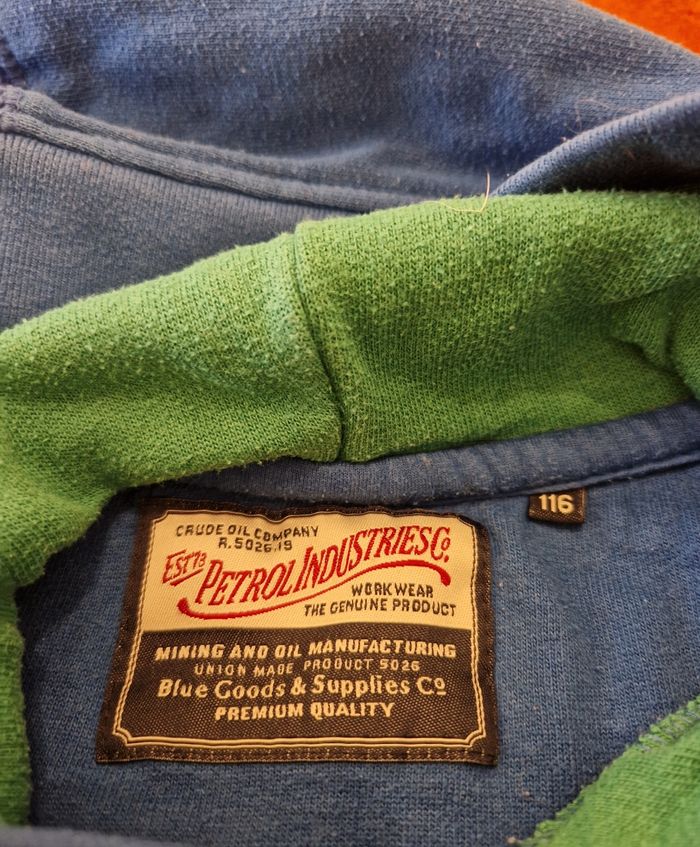 116
CRUDE OIL COMPANY
R.5026.19
EST'73
PETROL INDUSTRIES Co.
WORKWEAR
THE GENUINE PRODUCT
MINING AND OIL MANUFACTURING
UNION MADE PRODUCT 5026
Blue Goods & Supplies Co
PREMIUM QUALITY